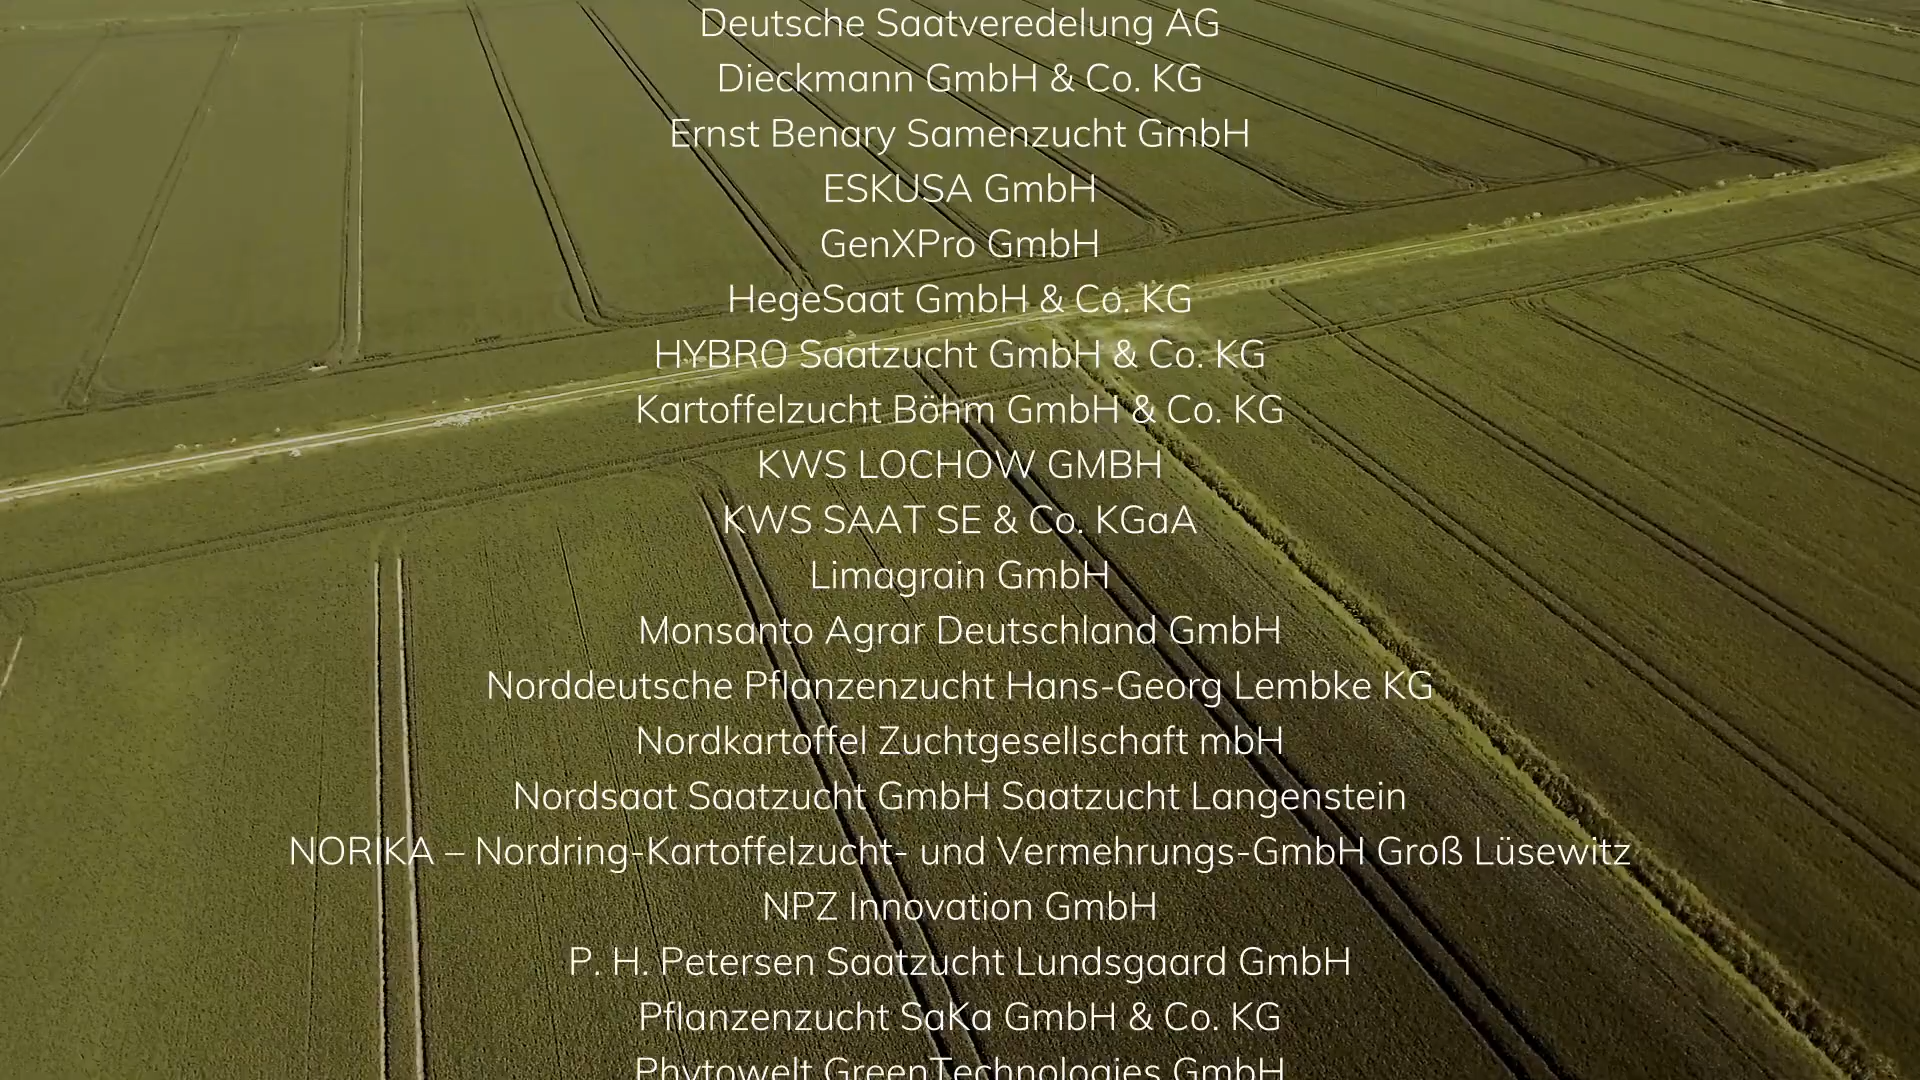 Deutsche Saatveredelung AG
Dieckmann GmbH & Co. KG
Ernst Benary Samenzucht GmbH
ESKUSA GmbH
GenXPro GmbH
HegeSaat GmbH & Co. KG
HYBRO Saatzucht GmbH & Co. KG
Kartoffelzucht Böhm GmbH & Co. KG
KWS LOCHOW GMBH
KWS SAAT SE & Co. KGaA
Limagrain GmbH
Monsanto Agrar Deutschland GmbH
Norddeutsche Pflanzenzucht Hans-Georg Lembke KG
Nordkartoffel Zuchtgesellschaft mbH
Nordsaat Saatzucht GmbH Saatzucht Langenstein
NORIKA – Nordring-Kartoffelzucht- und Vermehrungs-GmbH Groß Lüsewitz
NPZ Innovation GmbH
P. H. Petersen Saatzucht Lundsgaard GmbH
Pflanzenzucht SaKa GmbH & Co. KG
Phytowelt GreenTechnologies GmbH